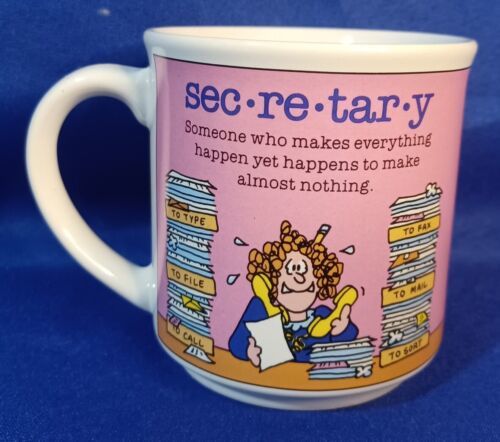 sec•re•tar•y
Someone who makes everything
happen yet happens to make
almost nothing.
TO TYPE
TO FILE
TO CALL
TO FAX
TO MAIL
TO SORT